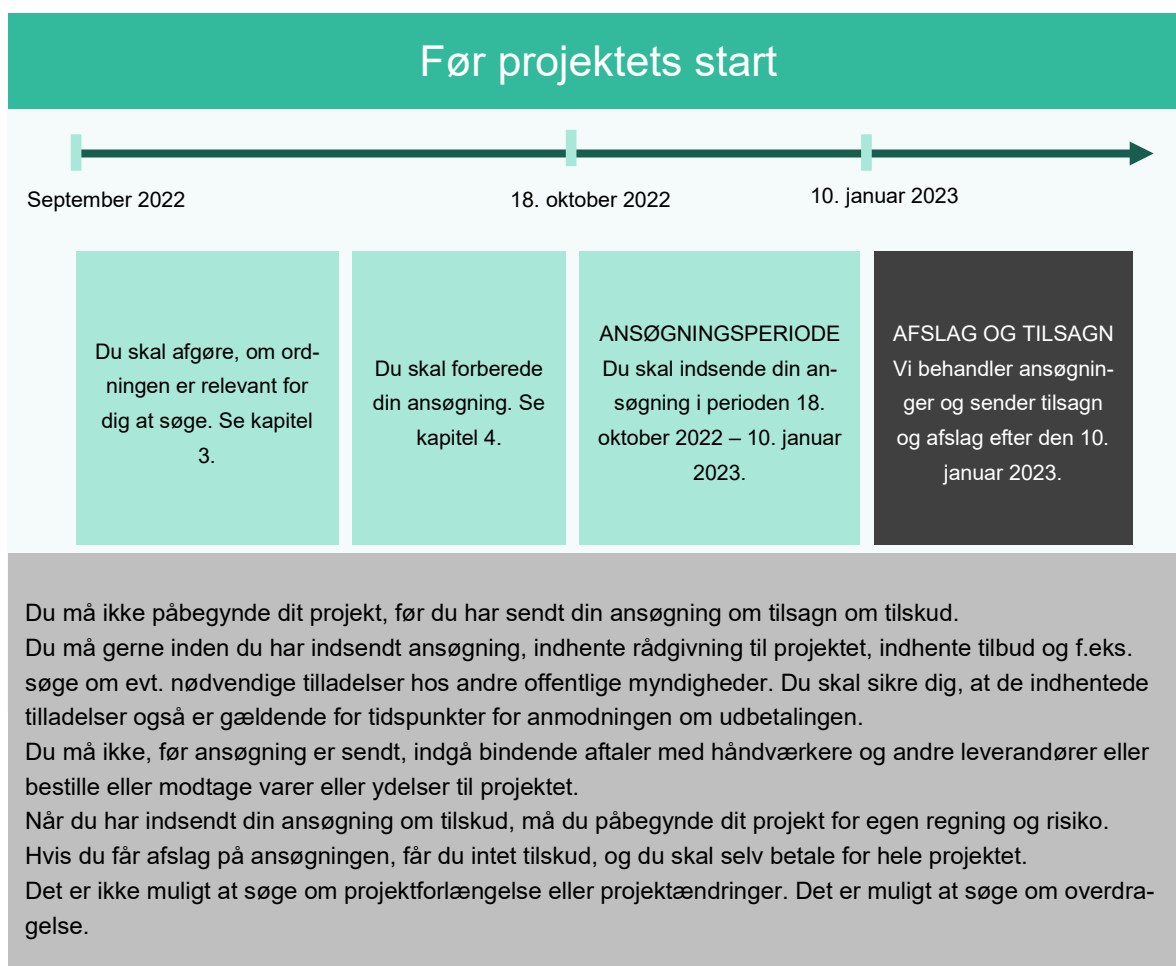 Før projektets start
September 2022
18. oktober 2022
10. januar 2023
Du skal afgøre, om ord-
ningen er relevant for
dig at søge. Se kapitel
3.
Du skal forberede
din ansøgning. Se
kapitel 4.
ANSØGNINGSPERIODE
Du skal indsende din an-
søgning i perioden 18.
oktober 2022 – 10. januar
2023.
AFSLAG OG TILSAGN
Vi behandler ansøgnin-
ger og sender tilsagn
og afslag efter den 10.
januar 2023.
Du må ikke påbegynde dit projekt, før du har sendt din ansøgning om tilsagn om tilskud.
Du må gerne inden du har indsendt ansøgning, indhente rådgivning til projektet, indhente tilbud og f.eks.
søge om evt. nødvendige tilladelser hos andre offentlige myndigheder. Du skal sikre dig, at de indhentede
tilladelser også er gældende for tidspunkter for anmodningen om udbetalingen.
Du må ikke, før ansøgning er sendt, indgå bindende aftaler med håndværkere og andre leverandører eller
bestille eller modtage varer eller ydelser til projektet.
Når du har indsendt din ansøgning om tilskud, må du påbegynde dit projekt for egen regning og risiko.
Hvis du får afslag på ansøgningen, får du intet tilskud, og du skal selv betale for hele projektet.
Det er ikke muligt at søge om projektforlængelse eller projektændringer. Det er muligt at søge om overdra-
gelse.